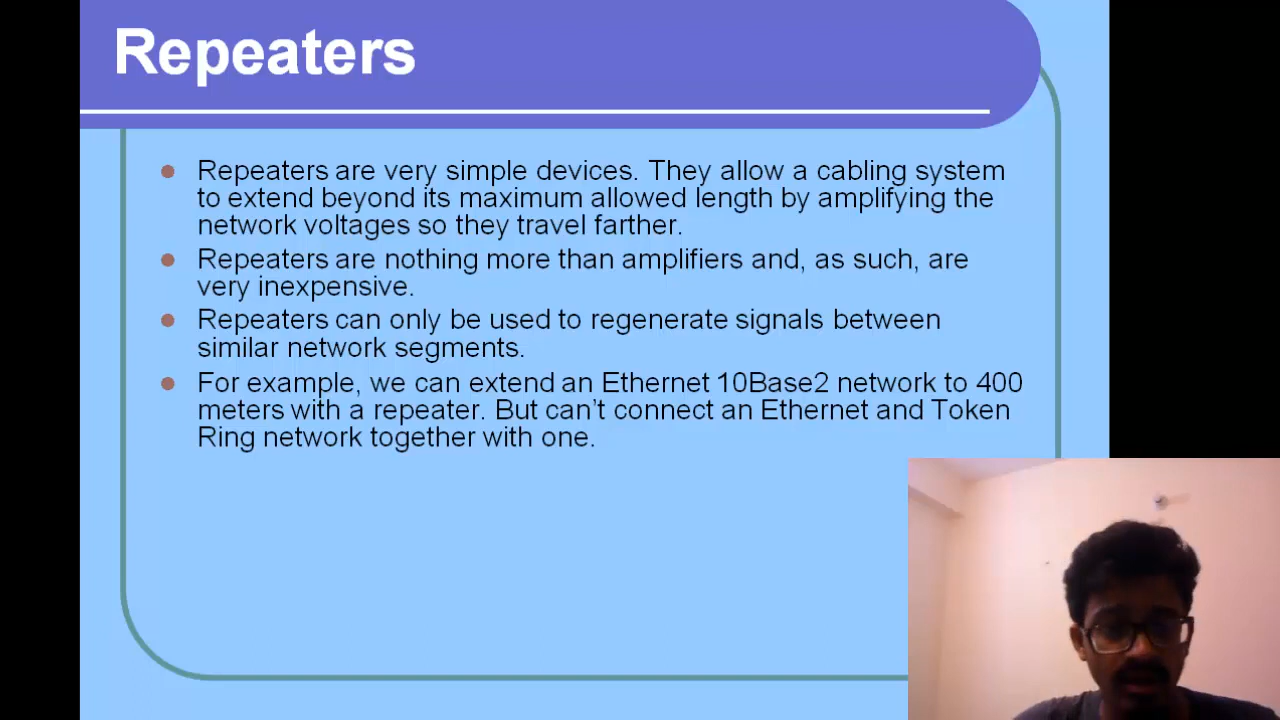 Repeaters
Repeaters are very simple devices. They allow a cabling system
to extend beyond its maximum allowed length by amplifying the
network voltages so they travel farther.
Repeaters are nothing more than amplifiers and, as such, are
very inexpensive.
Repeaters can only be used to regenerate signals between
similar network segments.
For example, we can extend an Ethernet 10Base2 network to 400
meters with a repeater. But can’t connect an Ethernet and Token
Ring network together with one.